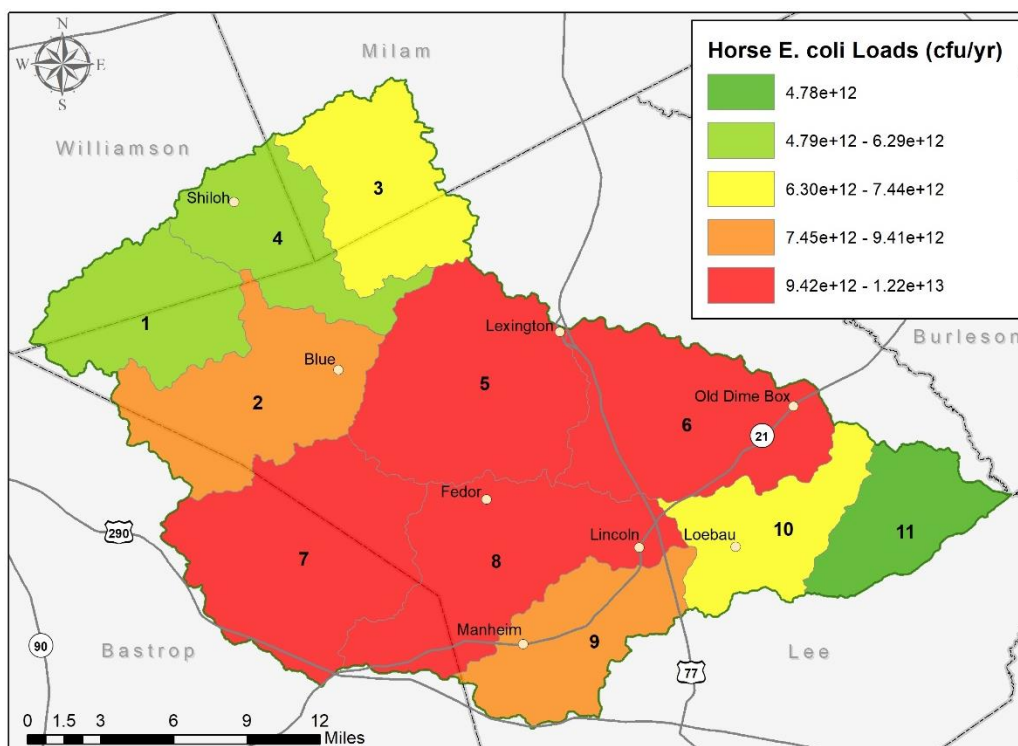 N
W E
S
Milam
Williamson
Burleson
Bastrop
Lee
Horse E. coli Loads (cfu/yr)
4.78e+12
4.79e+12 - 6.29e+12
6.30e+12 - 7.44e+12
7.45e+12 - 9.41e+12
9.42e+12 - 1.22e+13
Shiloh
3
4
1
Lexington
Blue
5
2
Old Dime Box
6
21
Fedor
290
Lincoln
Loebau
10
11
7
8
Manheim
9
90
77
0 1.5 3 6 9 12
Miles